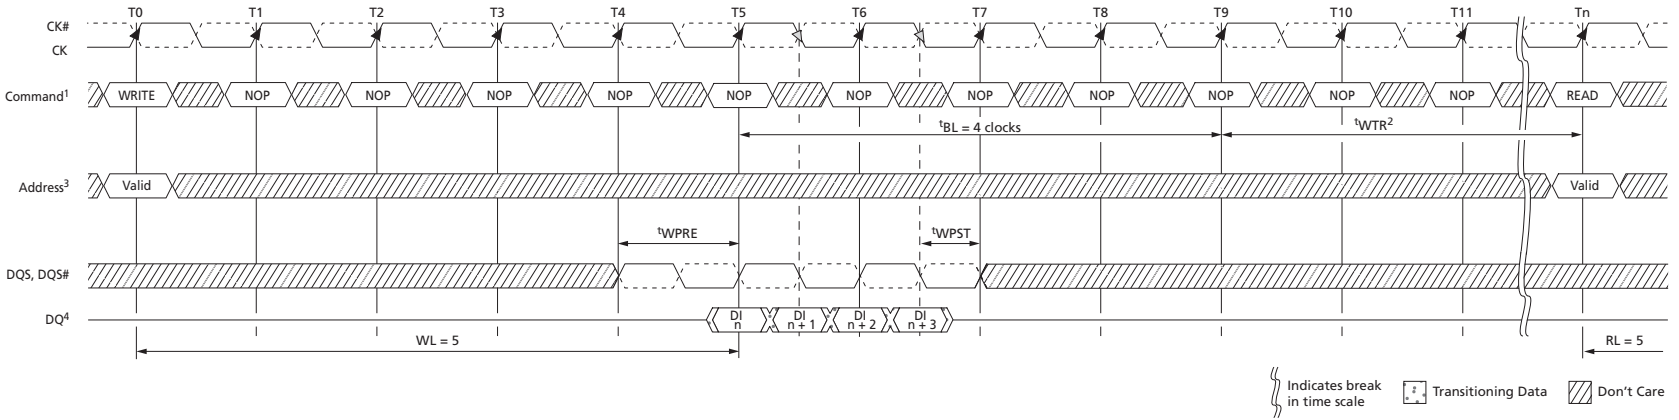 T0 T1 T2 T3 T4 T5 T6 T7 T8 T9 T10 T11 Tn
CK#
CK
Command¹ WRITE NOP NOP NOP NOP NOP NOP NOP NOP NOP NOP NOP READ
ᵗBL = 4 clocks ᵗWTR²
Address³ Valid Valid
ᵗWPRE ᵗWPST
DQS, DQS#
DQ⁴ DI n DI n + 1 DI n + 2 DI n + 3
WL = 5 RL = 5
Indicates break
in time scale
Transitioning Data
Don't Care